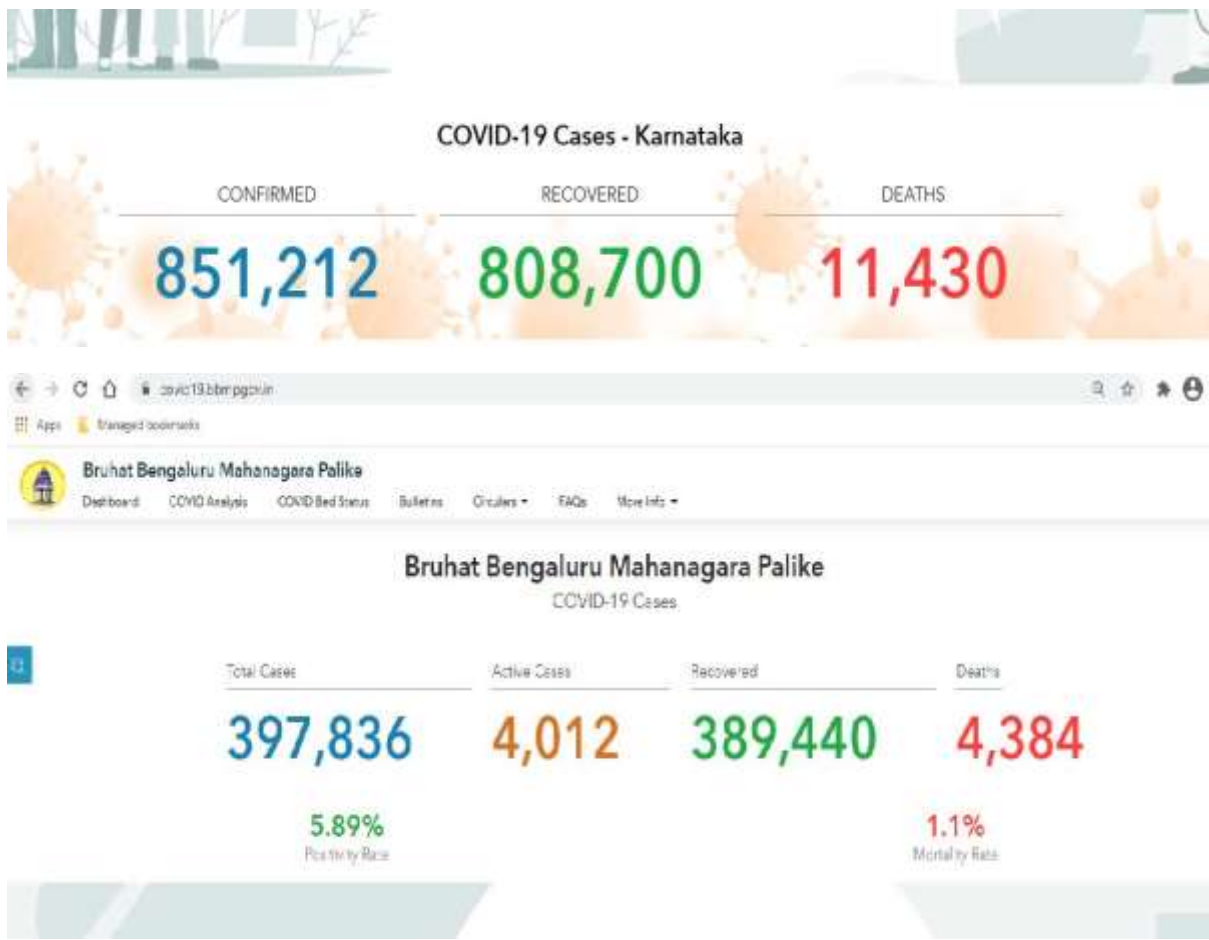 COVID-19 Cases - Karnataka
CONFIRMED RECOVERED DEATHS
851,212 808,700 11,430
Apps Managed bookmarks
Bruhat Bengaluru Mahanagara Palike
Dashboard COVID Analysis COVID Bed Status Bulletins Circulars FAQs More Info
Bruhat Bengaluru Mahanagara Palike
COVID-19 Cases
Total Cases Active Cases Recovered Deaths
397,836 4,012 389,440 4,384
5.89% 1.1%
Positivity Rate Mortality Rate